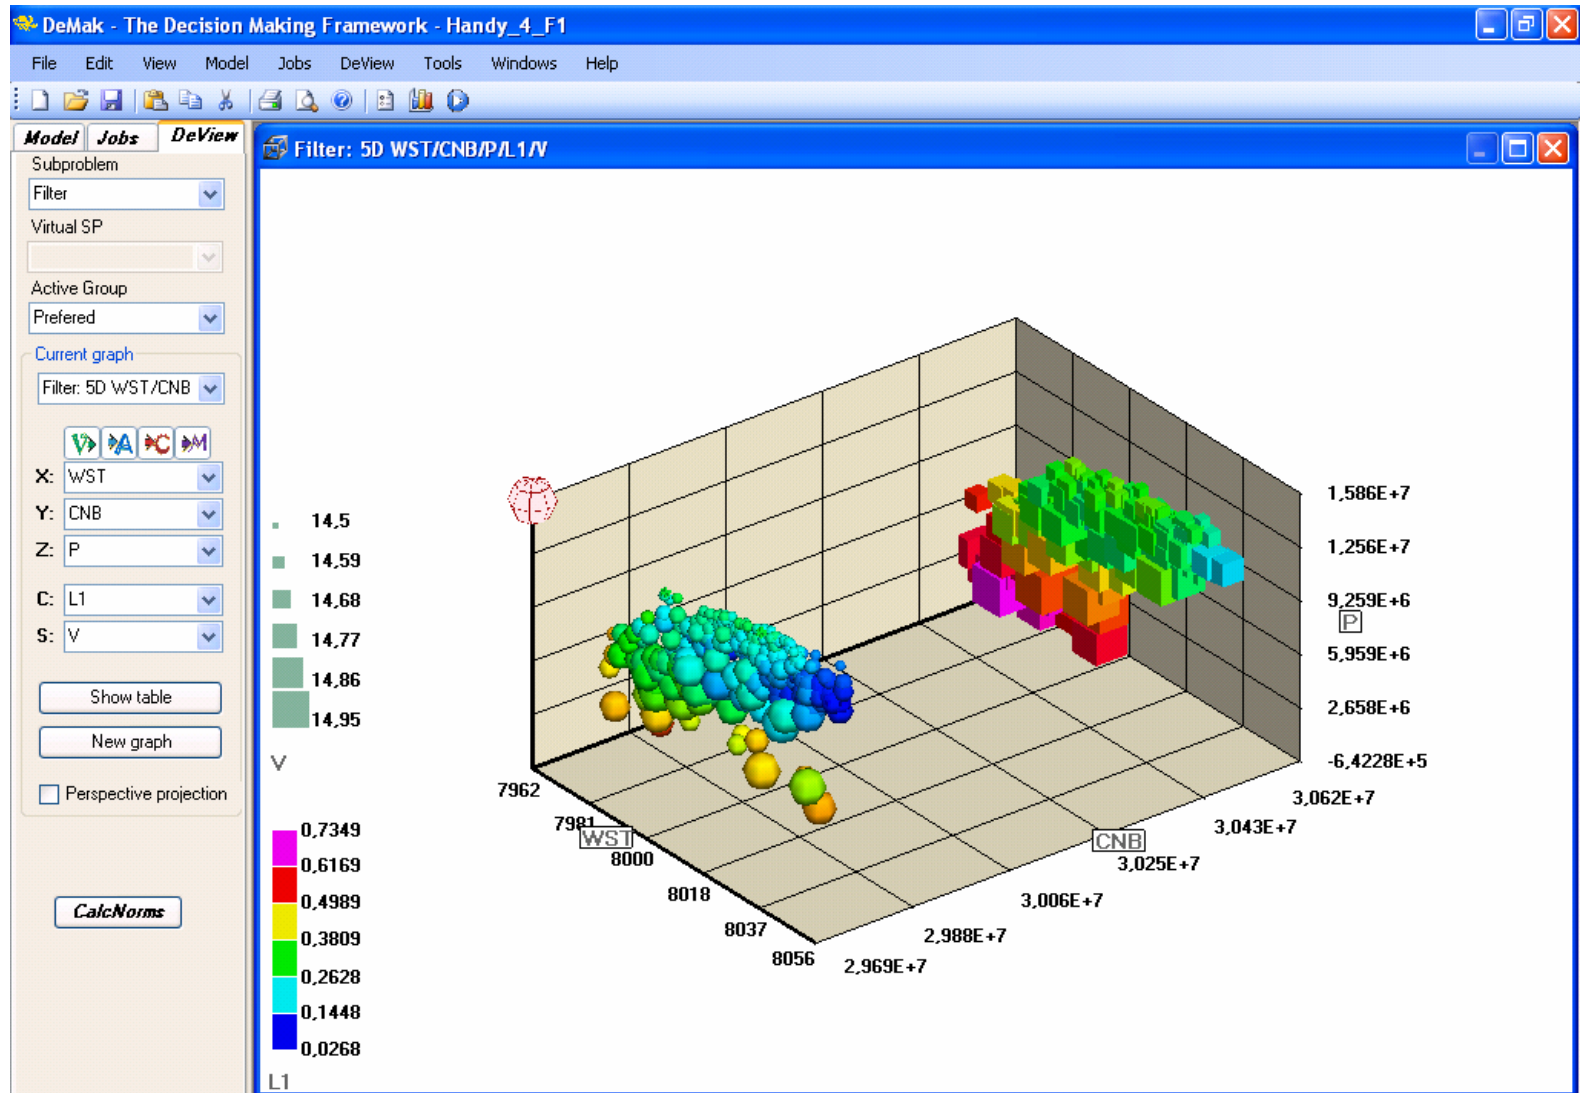 DeMak - The Decision Making Framework - Handy_4_F1
File Edit View Model Jobs DeView Tools Windows Help
Model Jobs DeView
Subproblem
Filter
Virtual SP
Active Group
Prefered
Current graph
Filter: 5D WST/CNB
V A C M
X: WST
Y: CNB
Z: P
C: L1
S: V
Show table
New graph
Perspective projection
CalcNorms
Filter: 5D WST/CNB/P/L1/V
14,5
14,59
14,68
14,77
14,86
14,95
V
0,7349
0,6169
0,4989
0,3809
0,2628
0,1448
0,0268
L1
1,586E+7
1,256E+7
9,259E+6
P
5,959E+6
2,658E+6
-6,4228E+5
7962
7981
WST
8000
8018
8037
8056
3,062E+7
3,043E+7
CNB
3,025E+7
3,006E+7
2,988E+7
2,969E+7